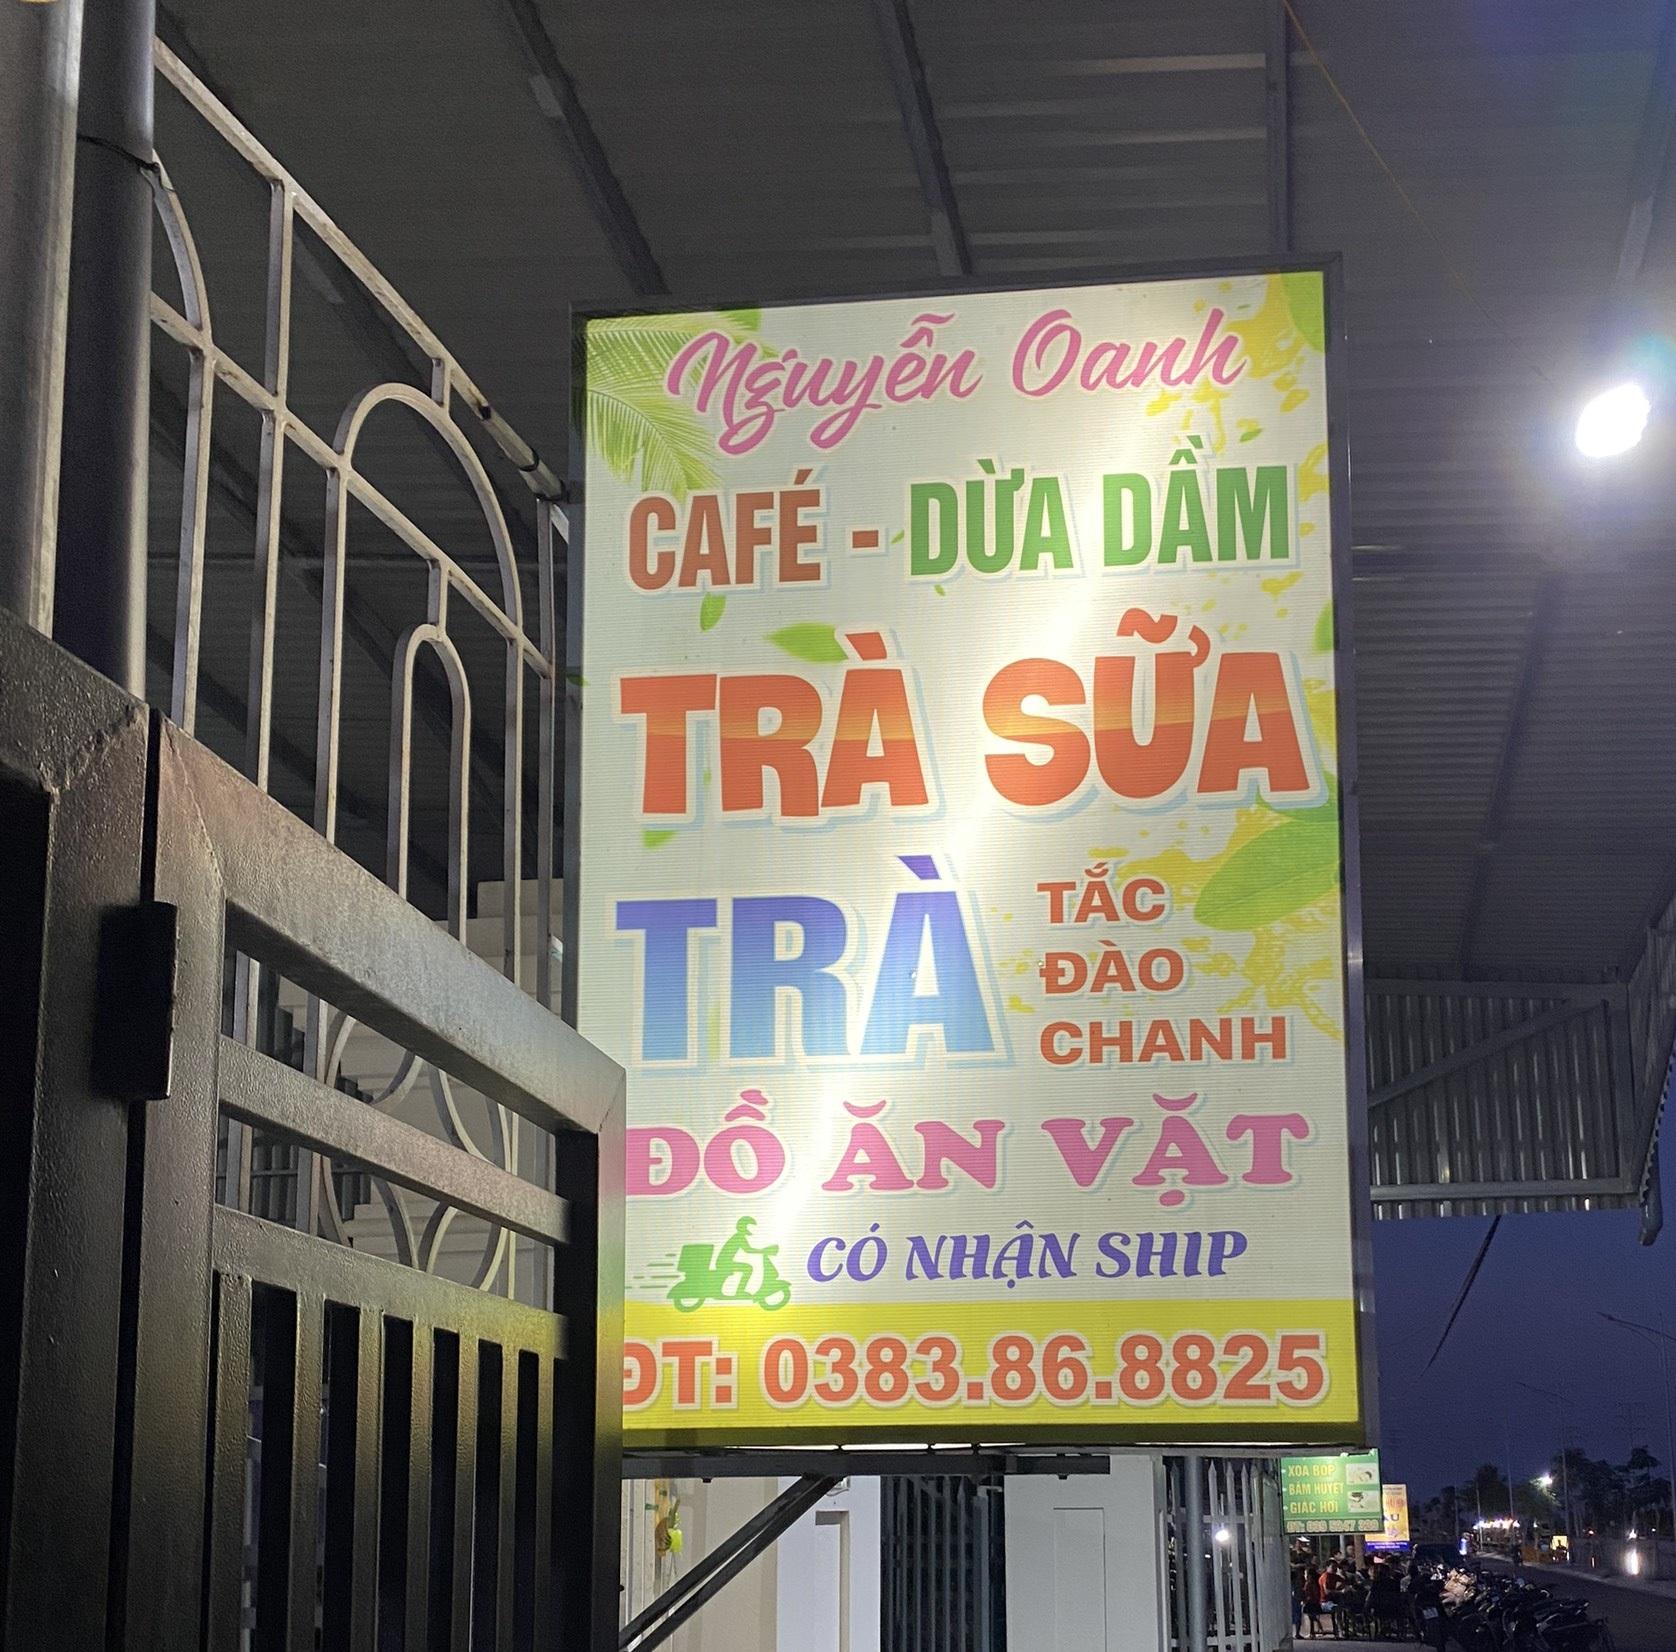 Nguyễn Oanh
CAFÉ - DỪA DẦM
TRÀ SỮA
TRÀ
TẮC
ĐÀO
CHANH
ĐỒ ĂN VẶT
CÓ NHẬN SHIP
ĐT: 0383.86.8825
XOA BÓP
BẤM HUYỆT
GIÁC HƠI